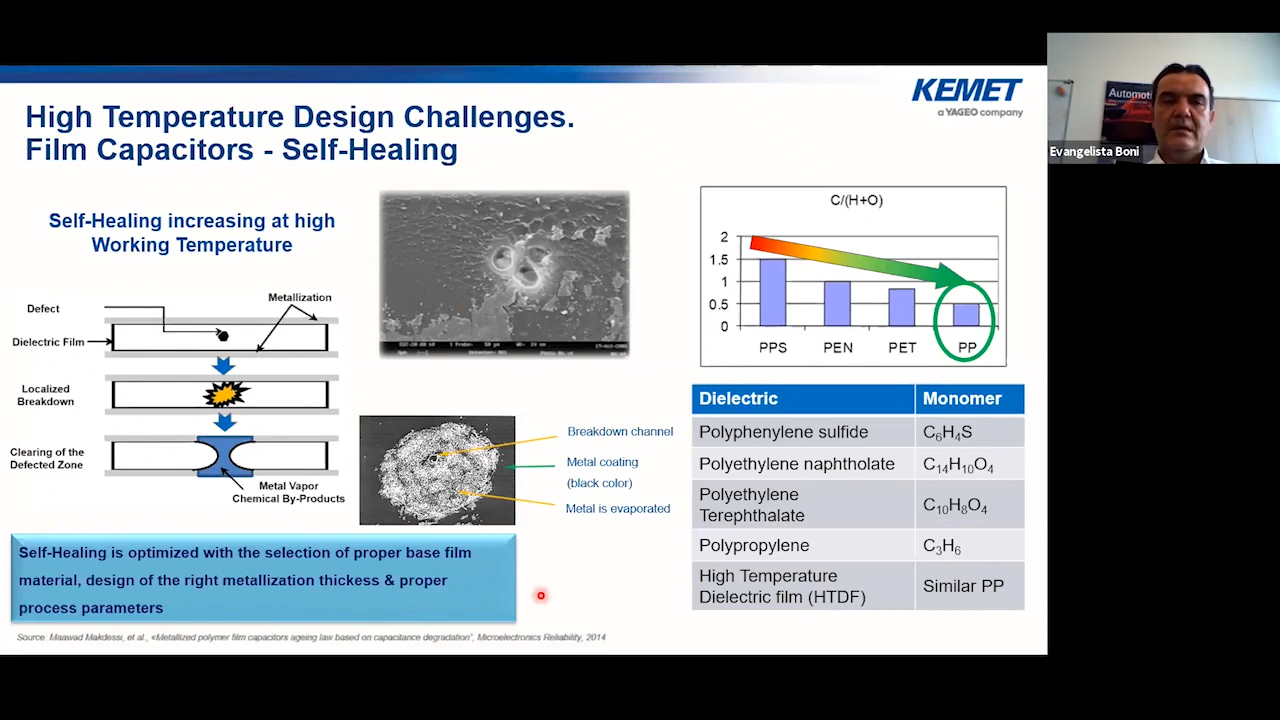 KEMET
a YAGEO company
High Temperature Design Challenges.
Film Capacitors - Self-Healing
Automoti
Evangelista Boni
Self-Healing increasing at high
Working Temperature
Defect
Metallization
Dielectric Film
Localized
Breakdown
Clearing of the
Defected Zone
Metal Vapor
Chemical By-Products
Breakdown channel
Metal coating
(black color)
Metal is evaporated
C/(H+O)
2
1.5
1
0.5
0
PPS PEN PET PP
Dielectric Monomer
Polyphenylene sulfide C₆H₄S
Polyethylene naphtholate C₁₄H₁₀O₄
Polyethylene
Terephthalate C₁₀H₈O₄
Polypropylene C₃H₆
High Temperature
Dielectric film (HTDF) Similar PP
Self-Healing is optimized with the selection of proper base film
material, design of the right metallization thickess & proper
process parameters
Source: Maawad Makdessi, et al., «Metallized polymer film capacitors ageing law based on capacitance degradation", Microelectronics Reliability, 2014